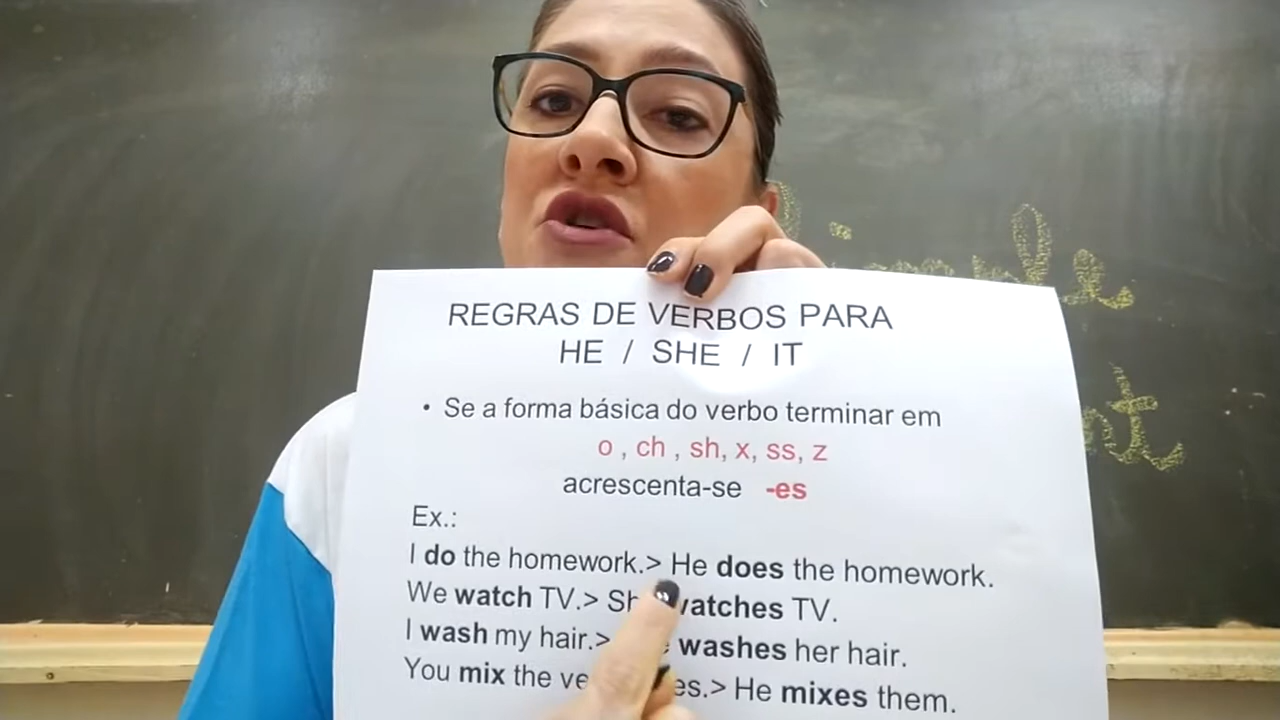 REGRAS DE VERBOS PARA
HE / SHE / IT
• Se a forma básica do verbo terminar em
o , ch , sh, x, ss, z
acrescenta-se -es
Ex.:
I do the homework.> He does the homework.
We watch TV.> watches TV.
I wash my hair.> washes her hair.
You mix the > He mixes them.